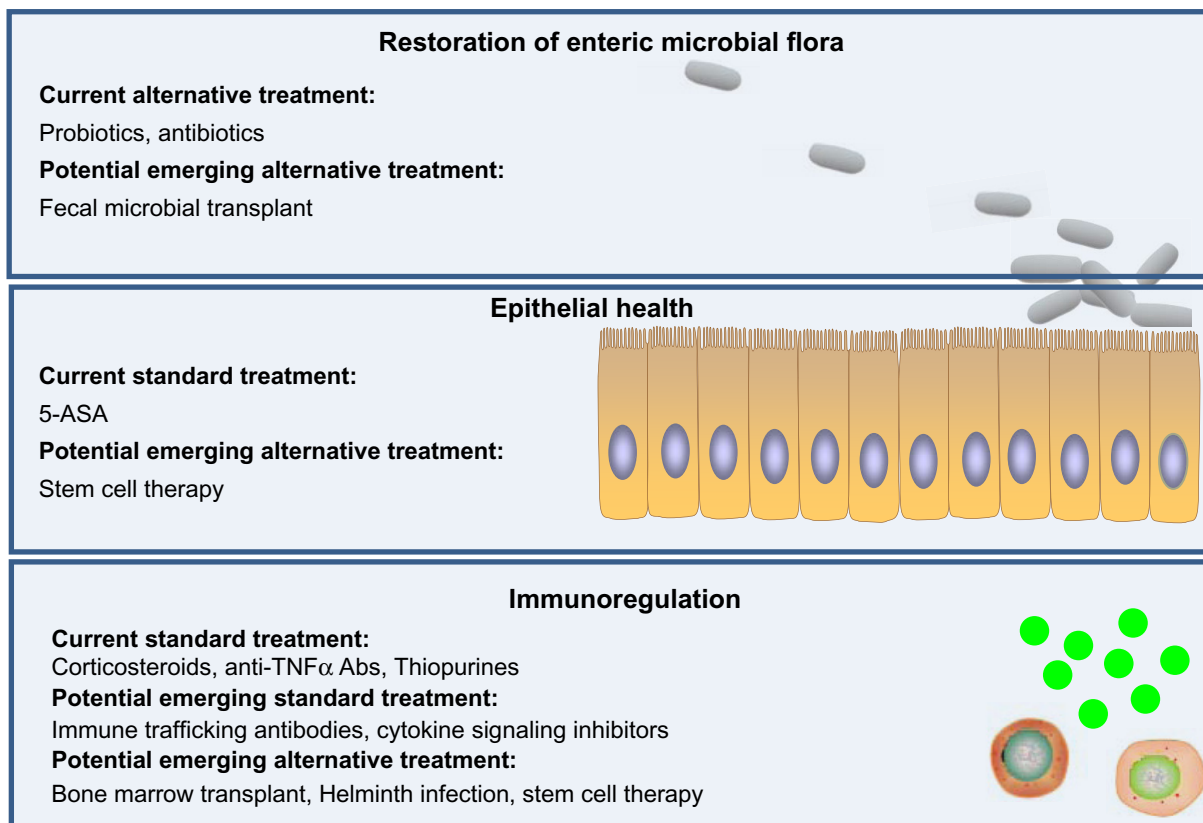 Restoration of enteric microbial flora
Current alternative treatment:
Probiotics, antibiotics
Potential emerging alternative treatment:
Fecal microbial transplant
Epithelial health
Current standard treatment:
5-ASA
Potential emerging alternative treatment:
Stem cell therapy
Immunoregulation
Current standard treatment:
Corticosteroids, anti-TNFα Abs, Thiopurines
Potential emerging standard treatment:
Immune trafficking antibodies, cytokine signaling inhibitors
Potential emerging alternative treatment:
Bone marrow transplant, Helminth infection, stem cell therapy